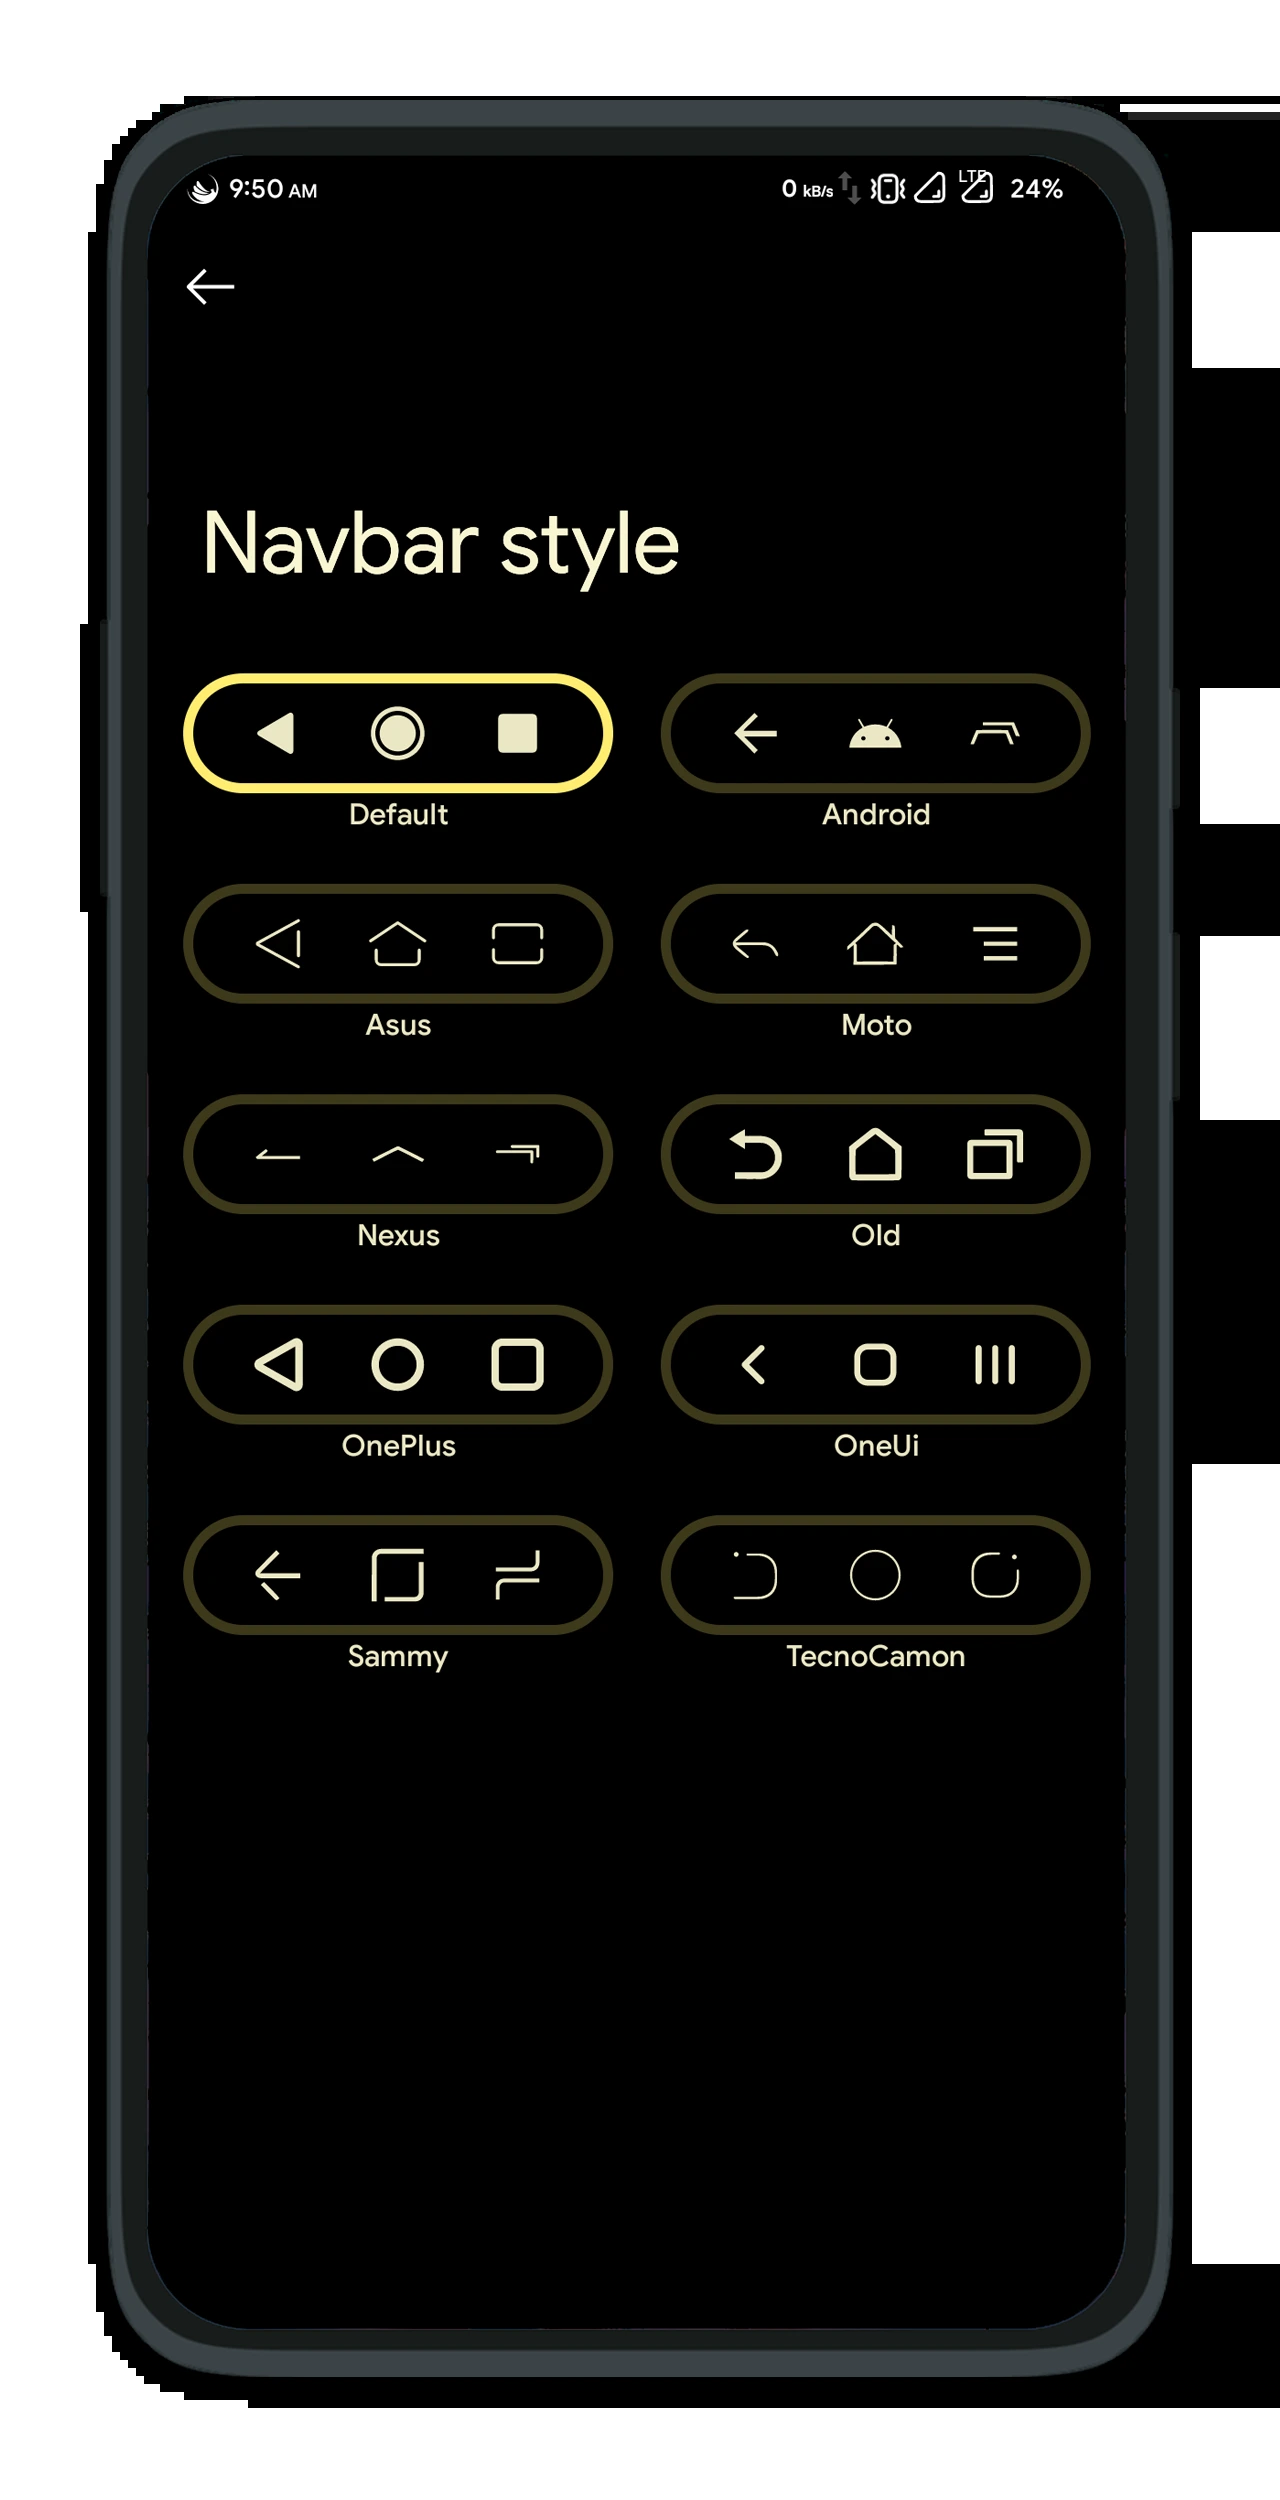 9:50 AM 0 kB/s LTE 24%
Navbar style
Default Android
Asus Moto
Nexus Old
OnePlus OneUi
Sammy TecnoCamon